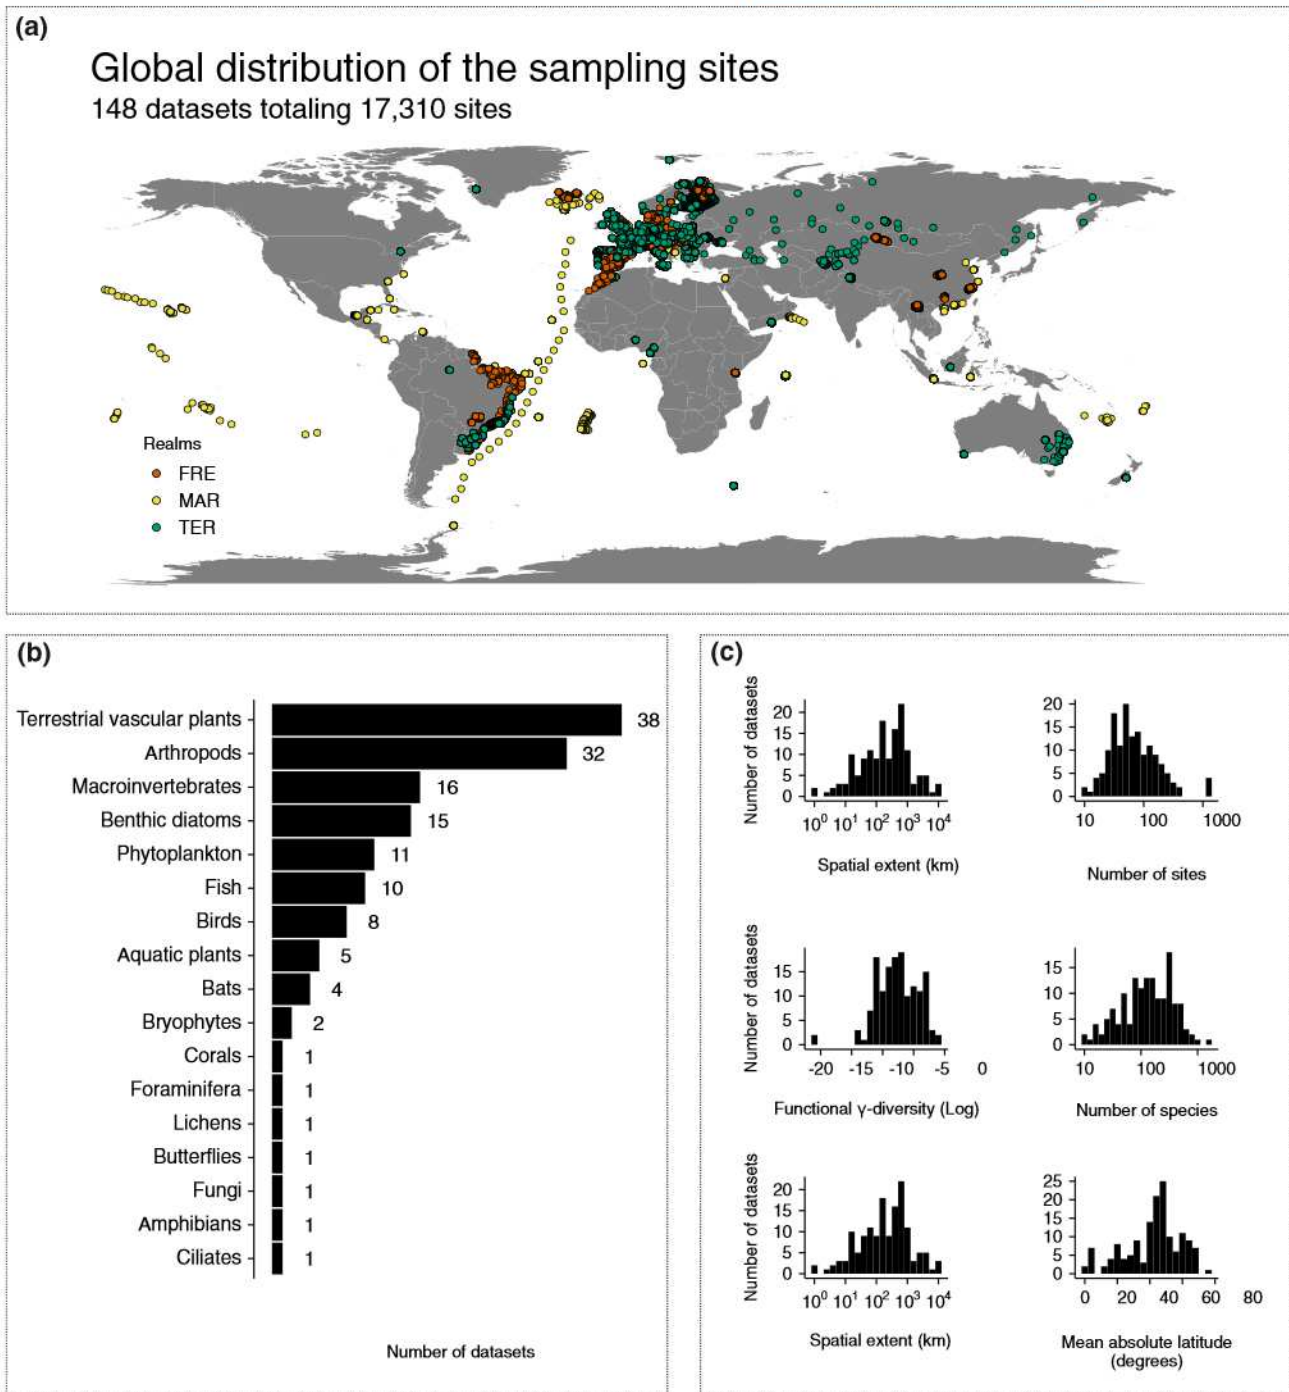 (a)
Global distribution of the sampling sites
148 datasets totaling 17,310 sites
Realms
FRE
MAR
TER
(b)
Terrestrial vascular plants 38
Arthropods 32
Macroinvertebrates 16
Benthic diatoms 15
Phytoplankton 11
Fish 10
Birds 8
Aquatic plants 5
Bats 4
Bryophytes 2
Corals 1
Foraminifera 1
Lichens 1
Butterflies 1
Fungi 1
Amphibians 1
Ciliates 1
Number of datasets
(c)
Number of datasets
20
15
10
5
0
10⁰ 10¹ 10² 10³ 10⁴
Spatial extent (km)
20
15
10
5
0
10 100 1000
Number of sites
Number of datasets
15
10
5
0
-20 -15 -10 -5 0
Functional γ-diversity (Log)
15
10
5
0
10 100 1000
Number of species
Number of datasets
20
15
10
5
0
10⁰ 10¹ 10² 10³ 10⁴
Spatial extent (km)
25
20
15
10
5
0
0 20 40 60 80
Mean absolute latitude
(degrees)